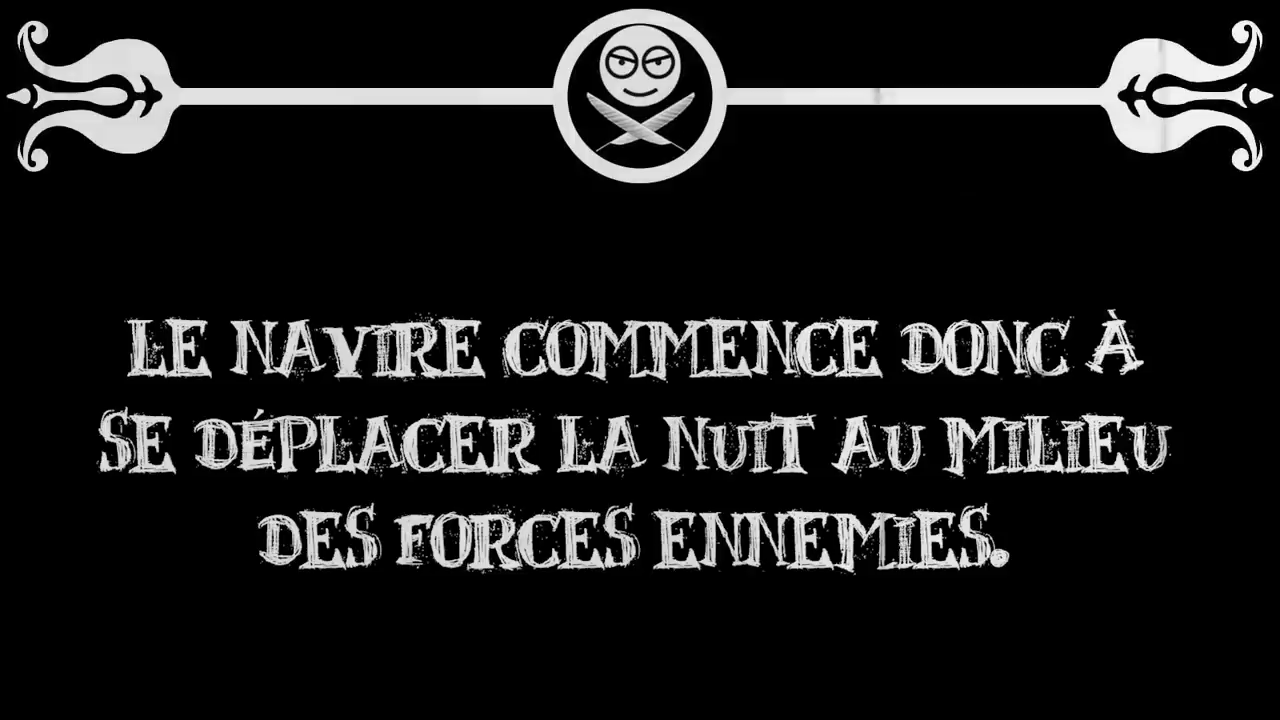 LE NAVIRE COMMENCE DONC À
SE DÉPLACER LA NUIT AU MILIEU
DES FORCES ENNEMIES.